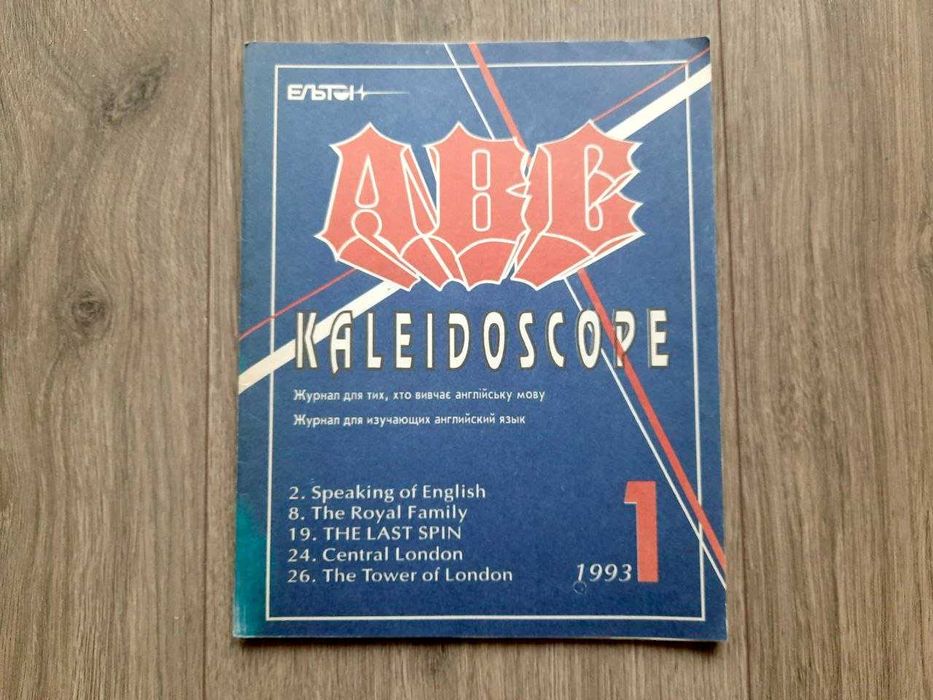 ЕЛЬТОН
ABC
KALEIDOSCOPE
Журнал для тих, хто вивчає англійську мову
Журнал для изучающих английский язык
2. Speaking of English
8. The Royal Family
19. THE LAST SPIN
24. Central London
26. The Tower of London
1993 1